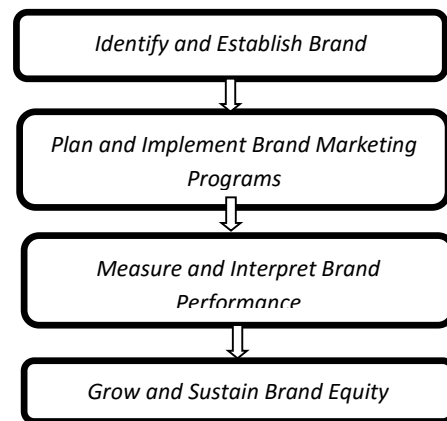 Identify and Establish Brand
Plan and Implement Brand Marketing
Programs
Measure and Interpret Brand
Performance
Grow and Sustain Brand Equity